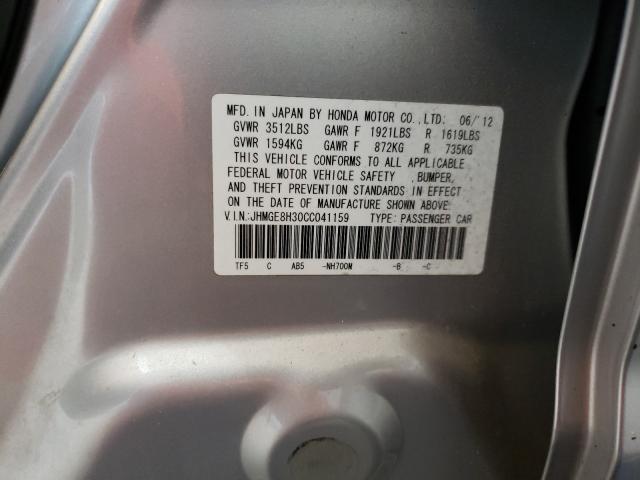 MFD. IN JAPAN BY HONDA MOTOR CO.,LTD: 06/'12
GVWR 3512LBS GAWR F 1921LBS R 1619LBS
GVWR 1594KG GAWR F 872KG R 735KG
THIS VEHICLE CONFORMS TO ALL APPLICABLE
FEDERAL MOTOR VEHICLE SAFETY ,BUMPER,
AND THEFT PREVENTION STANDARDS IN EFFECT
ON THE DATE OF MANUFACTURE SHOWN ABOVE.
V.I.N:JHMGE8H30CC041159 TYPE: PASSENGER CAR
TF5 C AB5 -NH700M -B -C